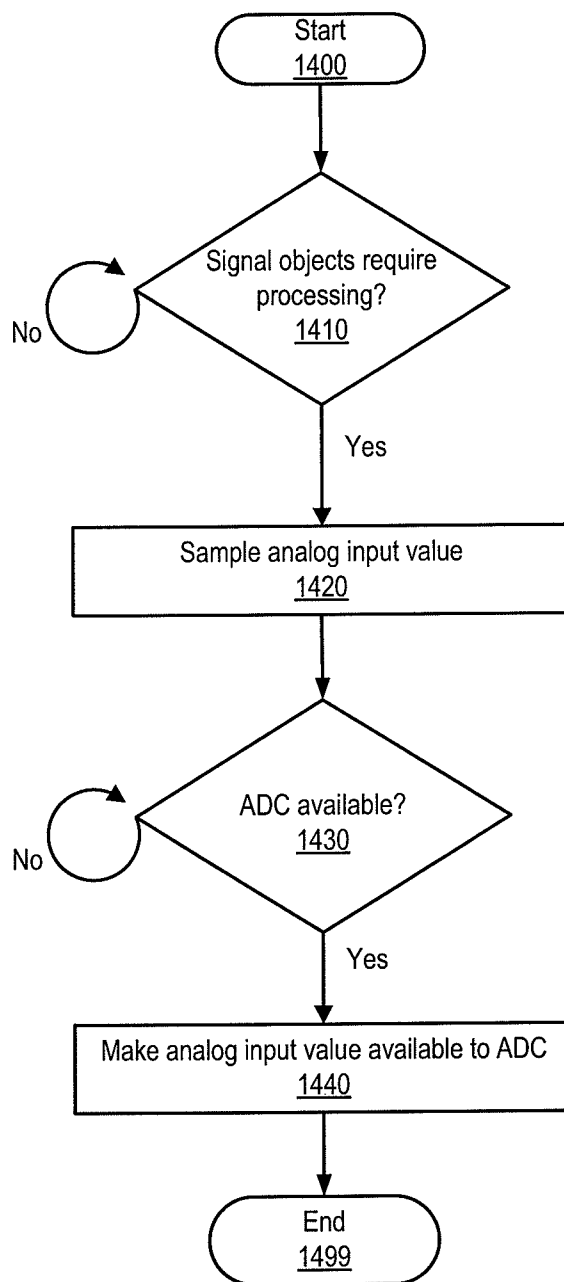 Start
1400
Signal objects require
processing?
1410
No
Yes
Sample analog input value
1420
ADC available?
1430
No
Yes
Make analog input value available to ADC
1440
End
1499